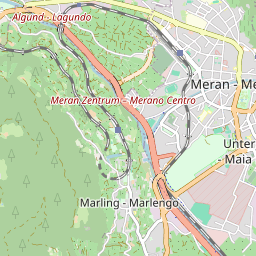 Algund - Lagundo
Meran - Me
Meran Zentrum - Merano Centro
Unter
- Maia
Marling - Marlengo